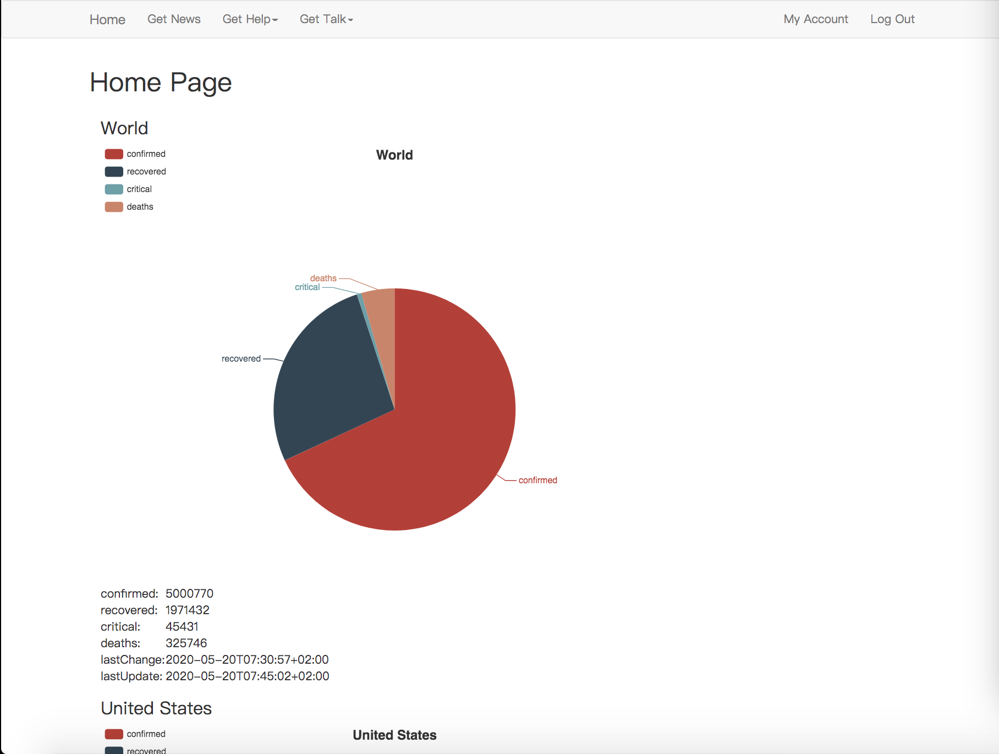 Home Get News Get Help Get Talk My Account Log Out
Home Page
World
World
confirmed
recovered
critical
deaths
deaths
critical
recovered
confirmed
confirmed: 5000770
recovered: 1971432
critical: 45431
deaths: 325746
lastChange: 2020-05-20T07:30:57+02:00
lastUpdate: 2020-05-20T07:45:02+02:00
United States
confirmed
United States
recovered